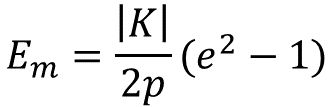 E_m = \frac{|K|}{2p}(e^2 - 1)